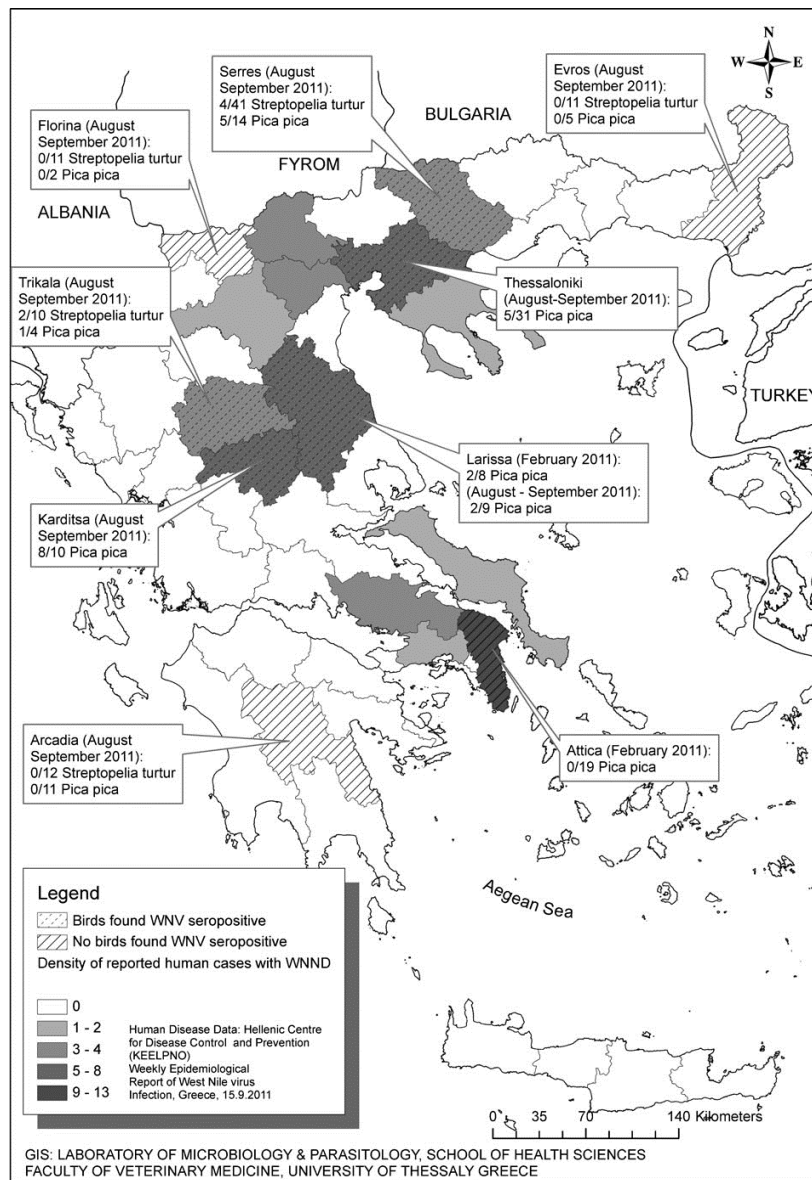 N
W E
S
Serres (August
September 2011):
4/41 Streptopelia turtur
5/14 Pica pica
Evros (August
September 2011):
0/11 Streptopelia turtur
0/5 Pica pica
BULGARIA
Florina (August
September 2011):
0/11 Streptopelia turtur
0/2 Pica pica
FYROM
ALBANIA
Trikala (August
September 2011):
2/10 Streptopelia turtur
1/4 Pica pica
Thessaloniki
(August-September 2011):
5/31 Pica pica
TURKEY
Larissa (February 2011):
2/8 Pica pica
(August - September 2011):
2/9 Pica pica
Karditsa (August
September 2011):
8/10 Pica pica
Arcadia (August
September 2011):
0/12 Streptopelia turtur
0/11 Pica pica
Attica (February 2011):
0/19 Pica pica
Aegean Sea
Legend
Birds found WNV seropositive
No birds found WNV seropositive
Density of reported human cases with WNND
0
1 - 2
3 - 4
5 - 8
9 - 13
Human Disease Data: Hellenic Centre
for Disease Control and Prevention
(KEELPNO)
Weekly Epidemiological
Report of West Nile virus
Infection, Greece, 15.9.2011
0 35 70 140 Kilometers
GIS: LABORATORY OF MICROBIOLOGY & PARASITOLOGY, SCHOOL OF HEALTH SCIENCES
FACULTY OF VETERINARY MEDICINE, UNIVERSITY OF THESSALY GREECE